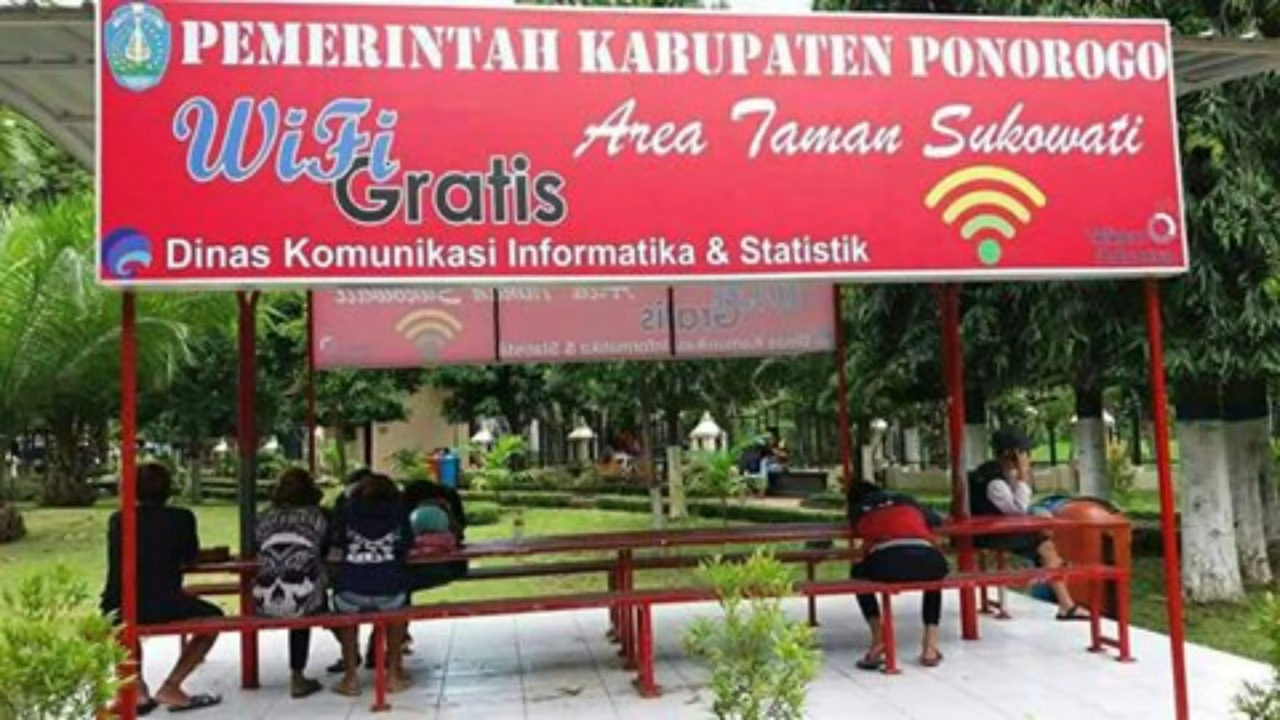 PEMERINTAH KABUPATEN PONOROGO
WiFi Gratis
Area Taman Sukowati
Dinas Komunikasi Informatika & Statistik